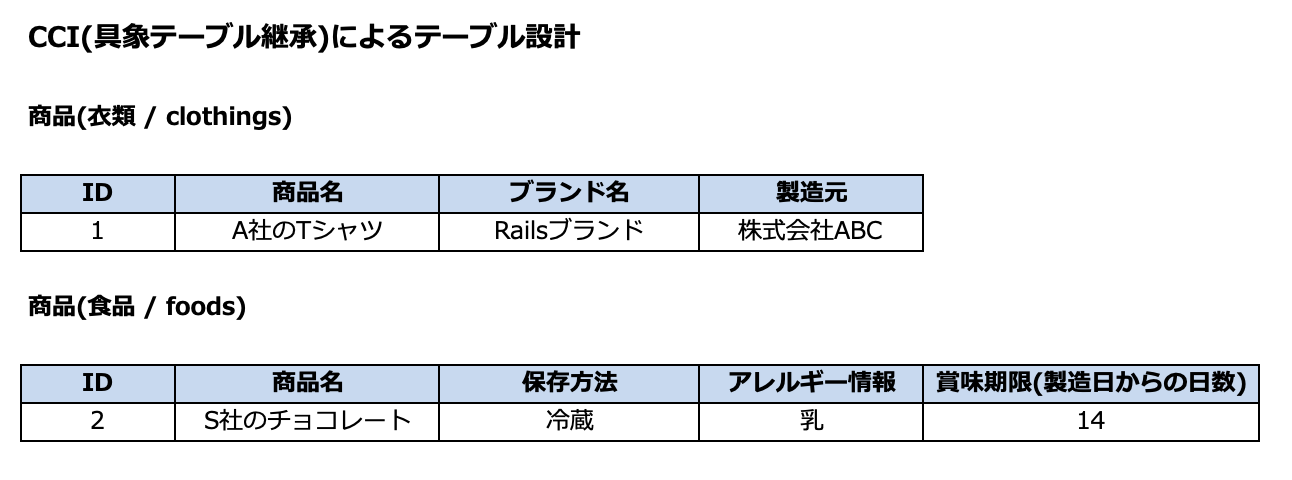 CCI(具象テーブル継承)によるテーブル設計
商品(衣類 / clothings)
ID 商品名 ブランド名 製造元
1 A社のTシャツ Railsブランド 株式会社ABC
商品(食品 / foods)
ID 商品名 保存方法 アレルギー情報 賞味期限(製造日からの日数)
2 S社のチョコレート 冷蔵 乳 14